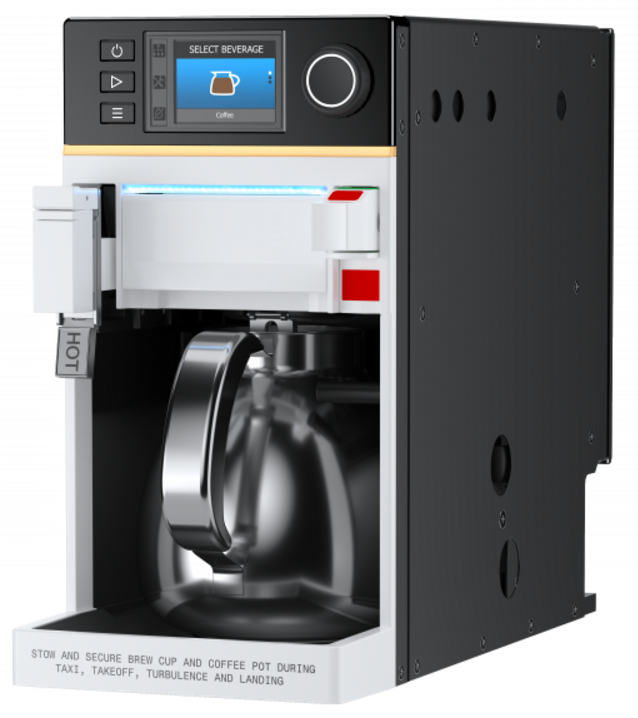 SELECT BEVERAGE
Coffee
HOT
STOW AND SECURE BREW CUP AND COFFEE POT DURING
TAXI, TAKEOFF, TURBULENCE AND LANDING